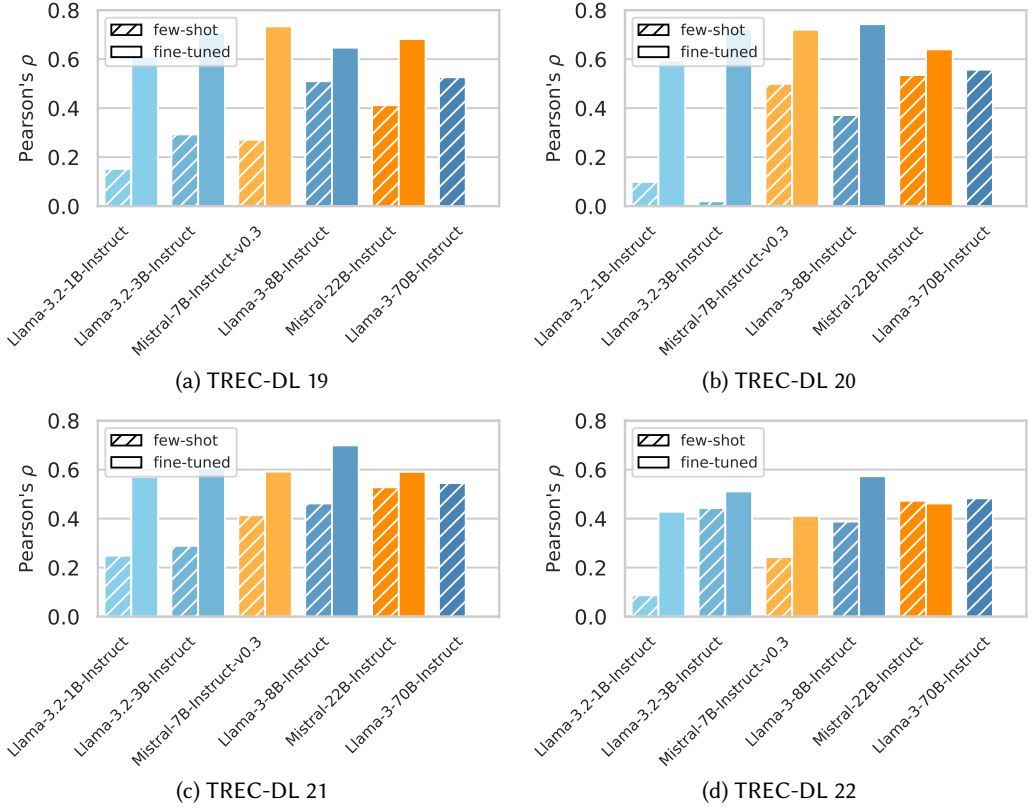 0.8
0.6
0.4
0.2
0.0
Pearson's ρ
few-shot
fine-tuned
Llama-3.2-1B-Instruct
Llama-3.2-3B-Instruct
Mistral-7B-Instruct-v0.3
Llama-3-8B-Instruct
Mistral-22B-Instruct
Llama-3-70B-Instruct
(a) TREC-DL 19
0.8
0.6
0.4
0.2
0.0
Pearson's ρ
few-shot
fine-tuned
Llama-3.2-1B-Instruct
Llama-3.2-3B-Instruct
Mistral-7B-Instruct-v0.3
Llama-3-8B-Instruct
Mistral-22B-Instruct
Llama-3-70B-Instruct
(b) TREC-DL 20
0.8
0.6
0.4
0.2
0.0
Pearson's ρ
few-shot
fine-tuned
Llama-3.2-1B-Instruct
Llama-3.2-3B-Instruct
Mistral-7B-Instruct-v0.3
Llama-3-8B-Instruct
Mistral-22B-Instruct
Llama-3-70B-Instruct
(c) TREC-DL 21
0.8
0.6
0.4
0.2
0.0
Pearson's ρ
few-shot
fine-tuned
Llama-3.2-1B-Instruct
Llama-3.2-3B-Instruct
Mistral-7B-Instruct-v0.3
Llama-3-8B-Instruct
Mistral-22B-Instruct
Llama-3-70B-Instruct
(d) TREC-DL 22